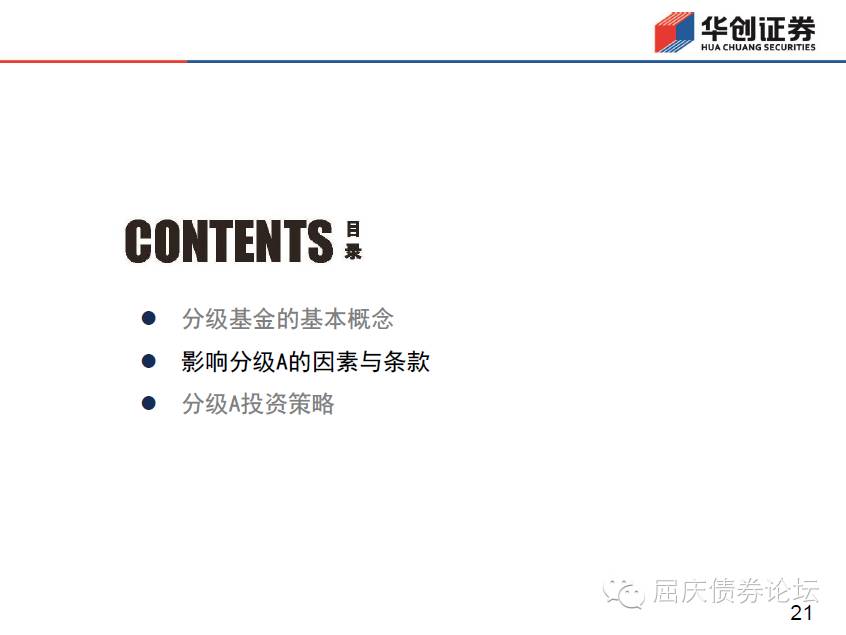 华创证券
HUA CHUANG SECURITIES
CONTENTS 目录
● 分级基金的基本概念
● 影响分级A的因素与条款
● 分级A投资策略
屈庆债券论坛
21